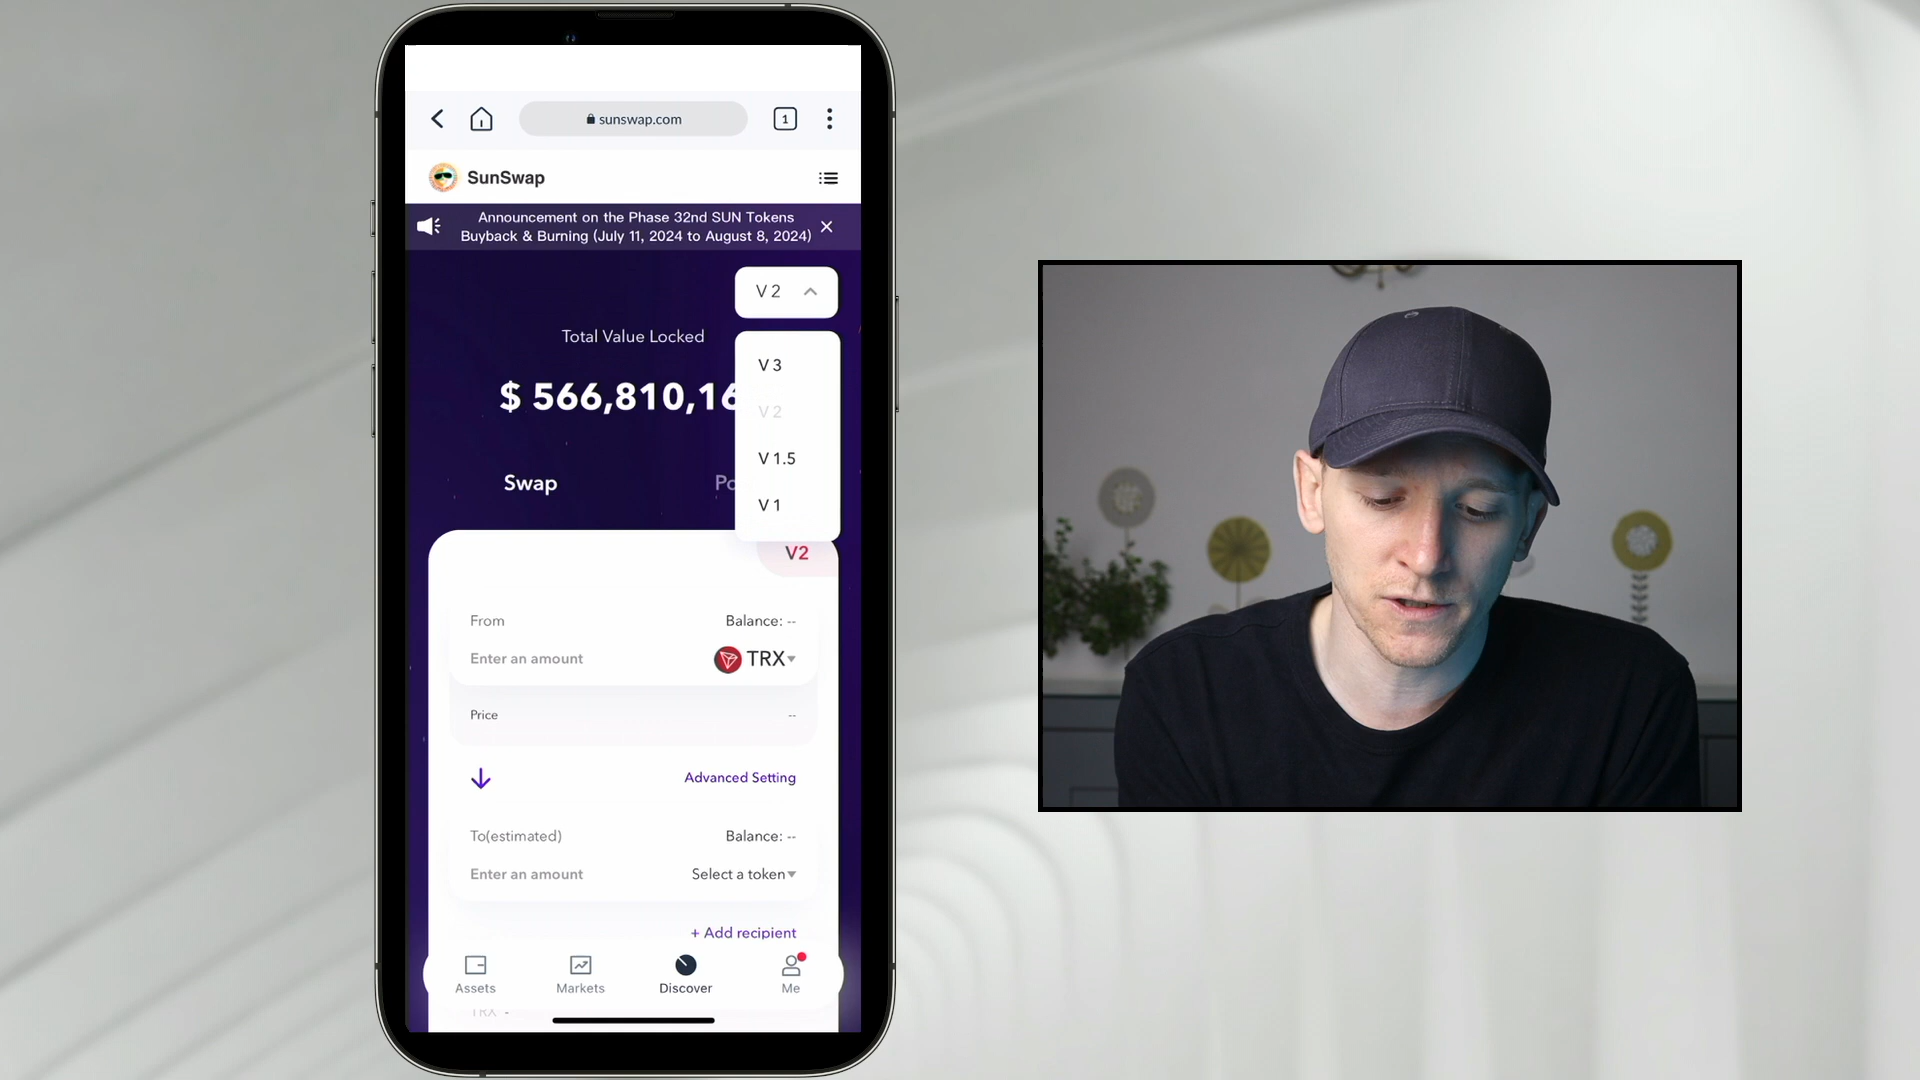 sunswap.com
1
SunSwap
Announcement on the Phase 32nd SUN Tokens
Buyback & Burning (July 11, 2024 to August 8, 2024)
V 2
Total Value Locked
V 3
$ 566,810,16
V 2
V 1.5
Swap
Po
V 1
V2
From
Balance: --
Enter an amount
TRX
Price
--
Advanced Setting
To(estimated)
Balance: --
Enter an amount
Select a token
+ Add recipient
Assets
Markets
Discover
Me
TRX -